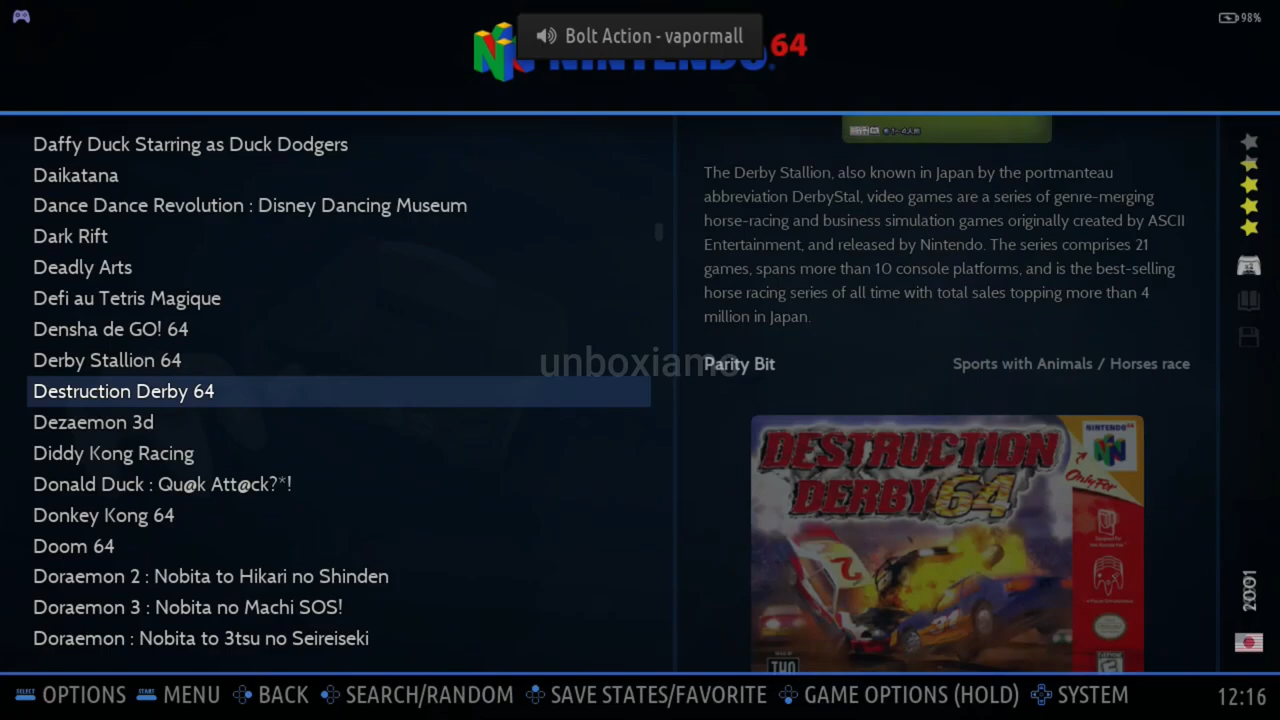 98%
Bolt Action - vapormall
NINTENDO 64
Daffy Duck Starring as Duck Dodgers
Daikatana
Dance Dance Revolution : Disney Dancing Museum
Dark Rift
Deadly Arts
Defi au Tetris Magique
Densha de GO! 64
Derby Stallion 64
Destruction Derby 64
Dezaemon 3d
Diddy Kong Racing
Donald Duck : Qu@k Att@ck?*!
Donkey Kong 64
Doom 64
Doraemon 2 : Nobita to Hikari no Shinden
Doraemon 3 : Nobita no Machi SOS!
Doraemon : Nobita to 3tsu no Seireiseki
The Derby Stallion, also known in Japan by the portmanteau
abbreviation DerbyStal, video games are a series of genre-merging
horse-racing and business simulation games originally created by ASCII
Entertainment, and released by Nintendo. The series comprises 21
games, spans more than 10 console platforms, and is the best-selling
horse racing series of all time with total sales topping more than 4
million in Japan.
unboxiamo
Parity Bit
Sports with Animals / Horses race
DESTRUCTION
DERBY 64
NINTENDO 64
Only For
THQ
E
2001
SELECT OPTIONS START MENU BACK SEARCH/RANDOM SAVE STATES/FAVORITE GAME OPTIONS (HOLD) SYSTEM 12:16